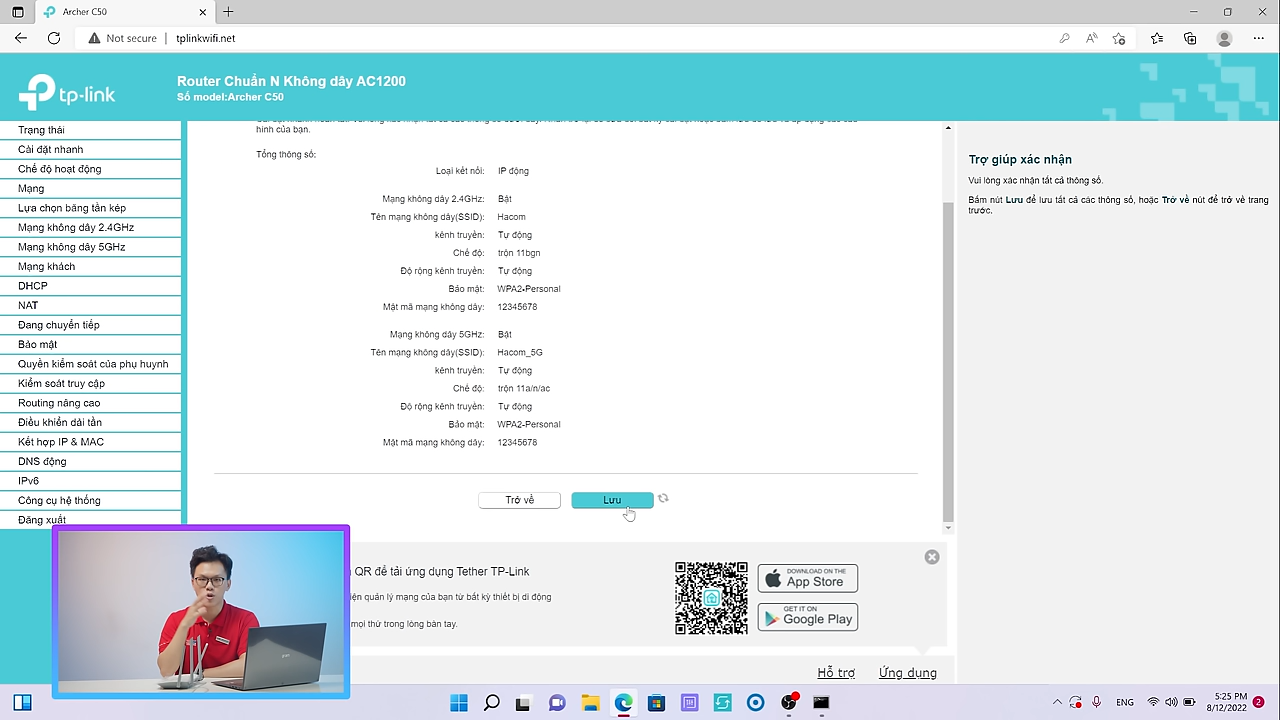 Archer C50
Not secure
tplinkwifi.net
tp-link
Router Chuẩn N Không dây AC1200
Số model:Archer C50
Trạng thái
Cài đặt nhanh
Chế độ hoạt động
Mạng
Lựa chọn băng tần kép
Mạng không dây 2.4GHz
Mạng không dây 5GHz
Mạng khách
DHCP
NAT
Đang chuyển tiếp
Bảo mật
Quyền kiểm soát của phụ huynh
Kiểm soát truy cập
Routing nâng cao
Điều khiển dải tần
Kết hợp IP & MAC
DNS động
IPv6
Công cụ hệ thống
Đăng xuất
hình của bạn.
Tổng thông số:
Loại kết nối: IP động
Mạng không dây 2.4GHz: Bật
Tên mạng không dây(SSID): Hacom
kênh truyền: Tự động
Chế độ: trộn 11bgn
Độ rộng kênh truyền: Tự động
Bảo mật: WPA2-Personal
Mật mã mạng không dây: 12345678
Mạng không dây 5GHz: Bật
Tên mạng không dây(SSID): Hacom_5G
kênh truyền: Tự động
Chế độ: trộn 11a/n/ac
Độ rộng kênh truyền: Tự động
Bảo mật: WPA2-Personal
Mật mã mạng không dây: 12345678
Trở về
Lưu
Trợ giúp xác nhận
Vui lòng xác nhận tất cả thông số.
Bấm nút Lưu để lưu tất cả các thông số, hoặc Trở về nút để trở về trang
trước.
QR để tải ứng dụng Tether TP-Link
quản lý mạng của bạn từ bất kỳ thiết bị di động
mọi thứ trong lòng bàn tay.
DOWNLOAD ON THE
App Store
GET IT ON
Google Play
Hỗ trợ
Ứng dụng
ENG
5:25 PM
8/12/2022
2